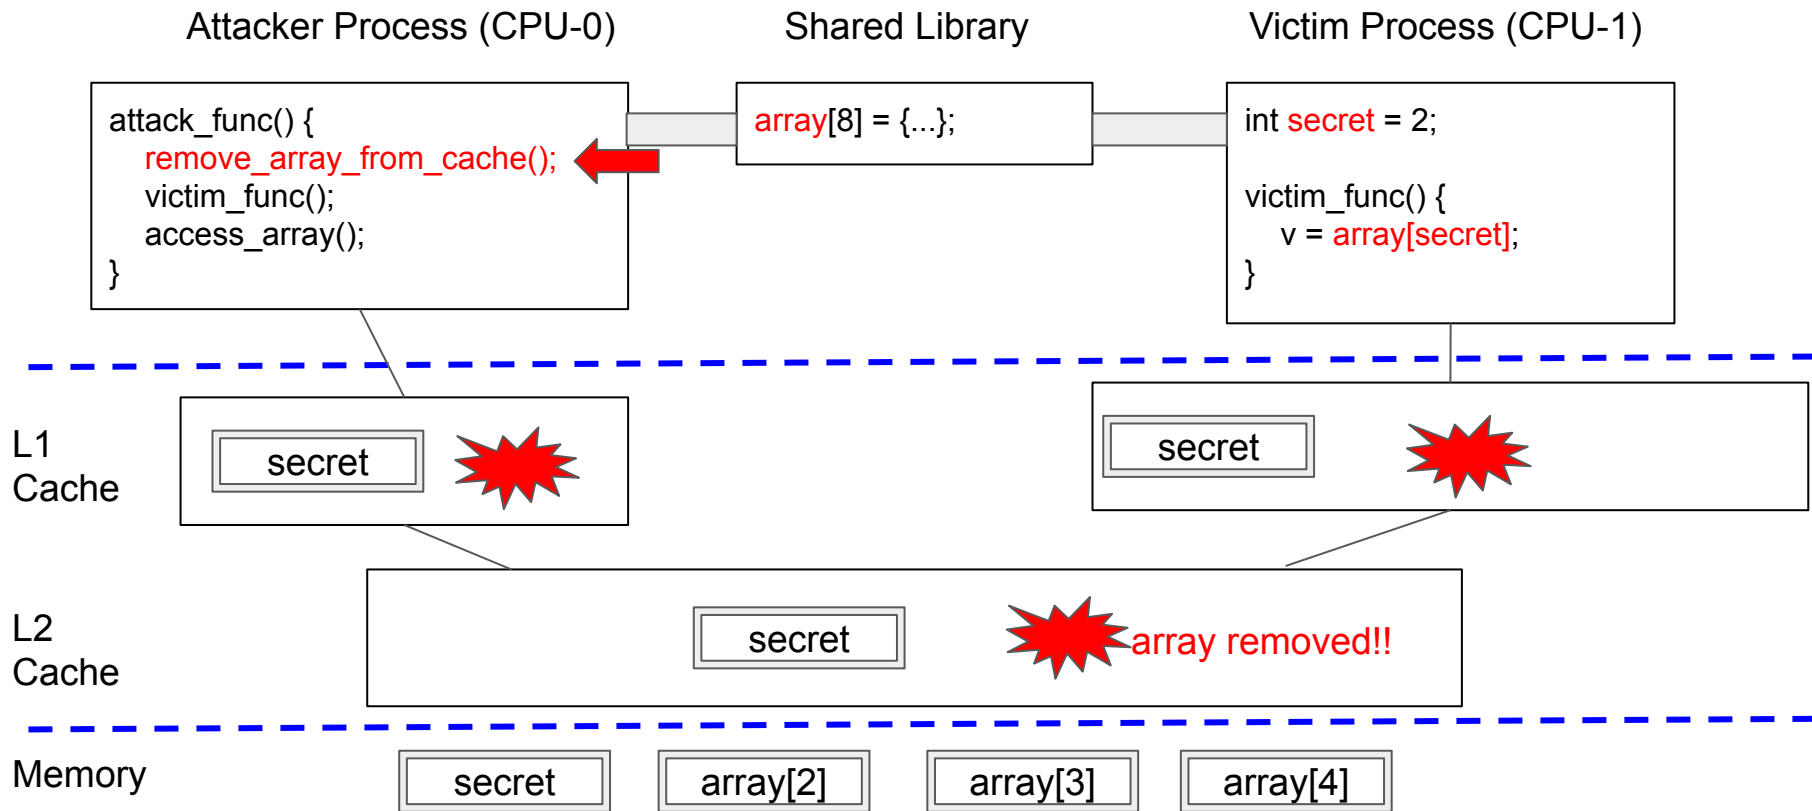 Attacker Process (CPU-0)
Shared Library
Victim Process (CPU-1)
attack_func() {
remove_array_from_cache();
victim_func();
access_array();
}
array[8] = {...};
int secret = 2;
victim_func() {
v = array[secret];
}
L1
Cache
secret
secret
L2
Cache
secret
array removed!!
Memory
secret
array[2]
array[3]
array[4]